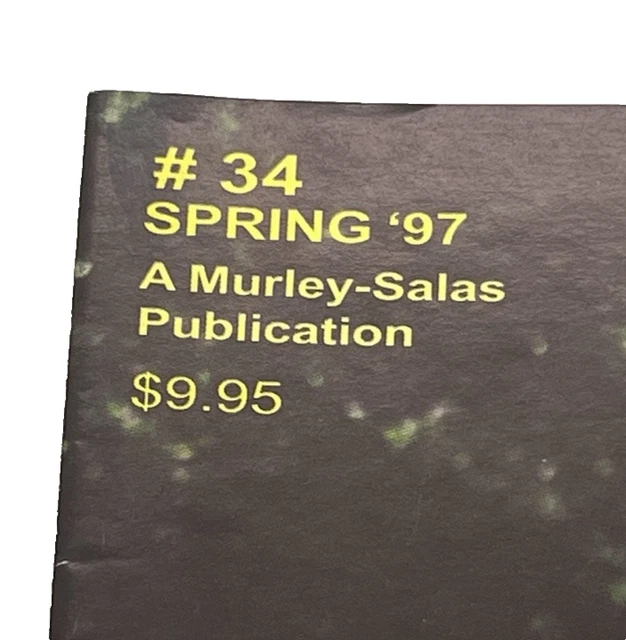 # 34
SPRING ‘97
A Murley-Salas
Publication
$9.95